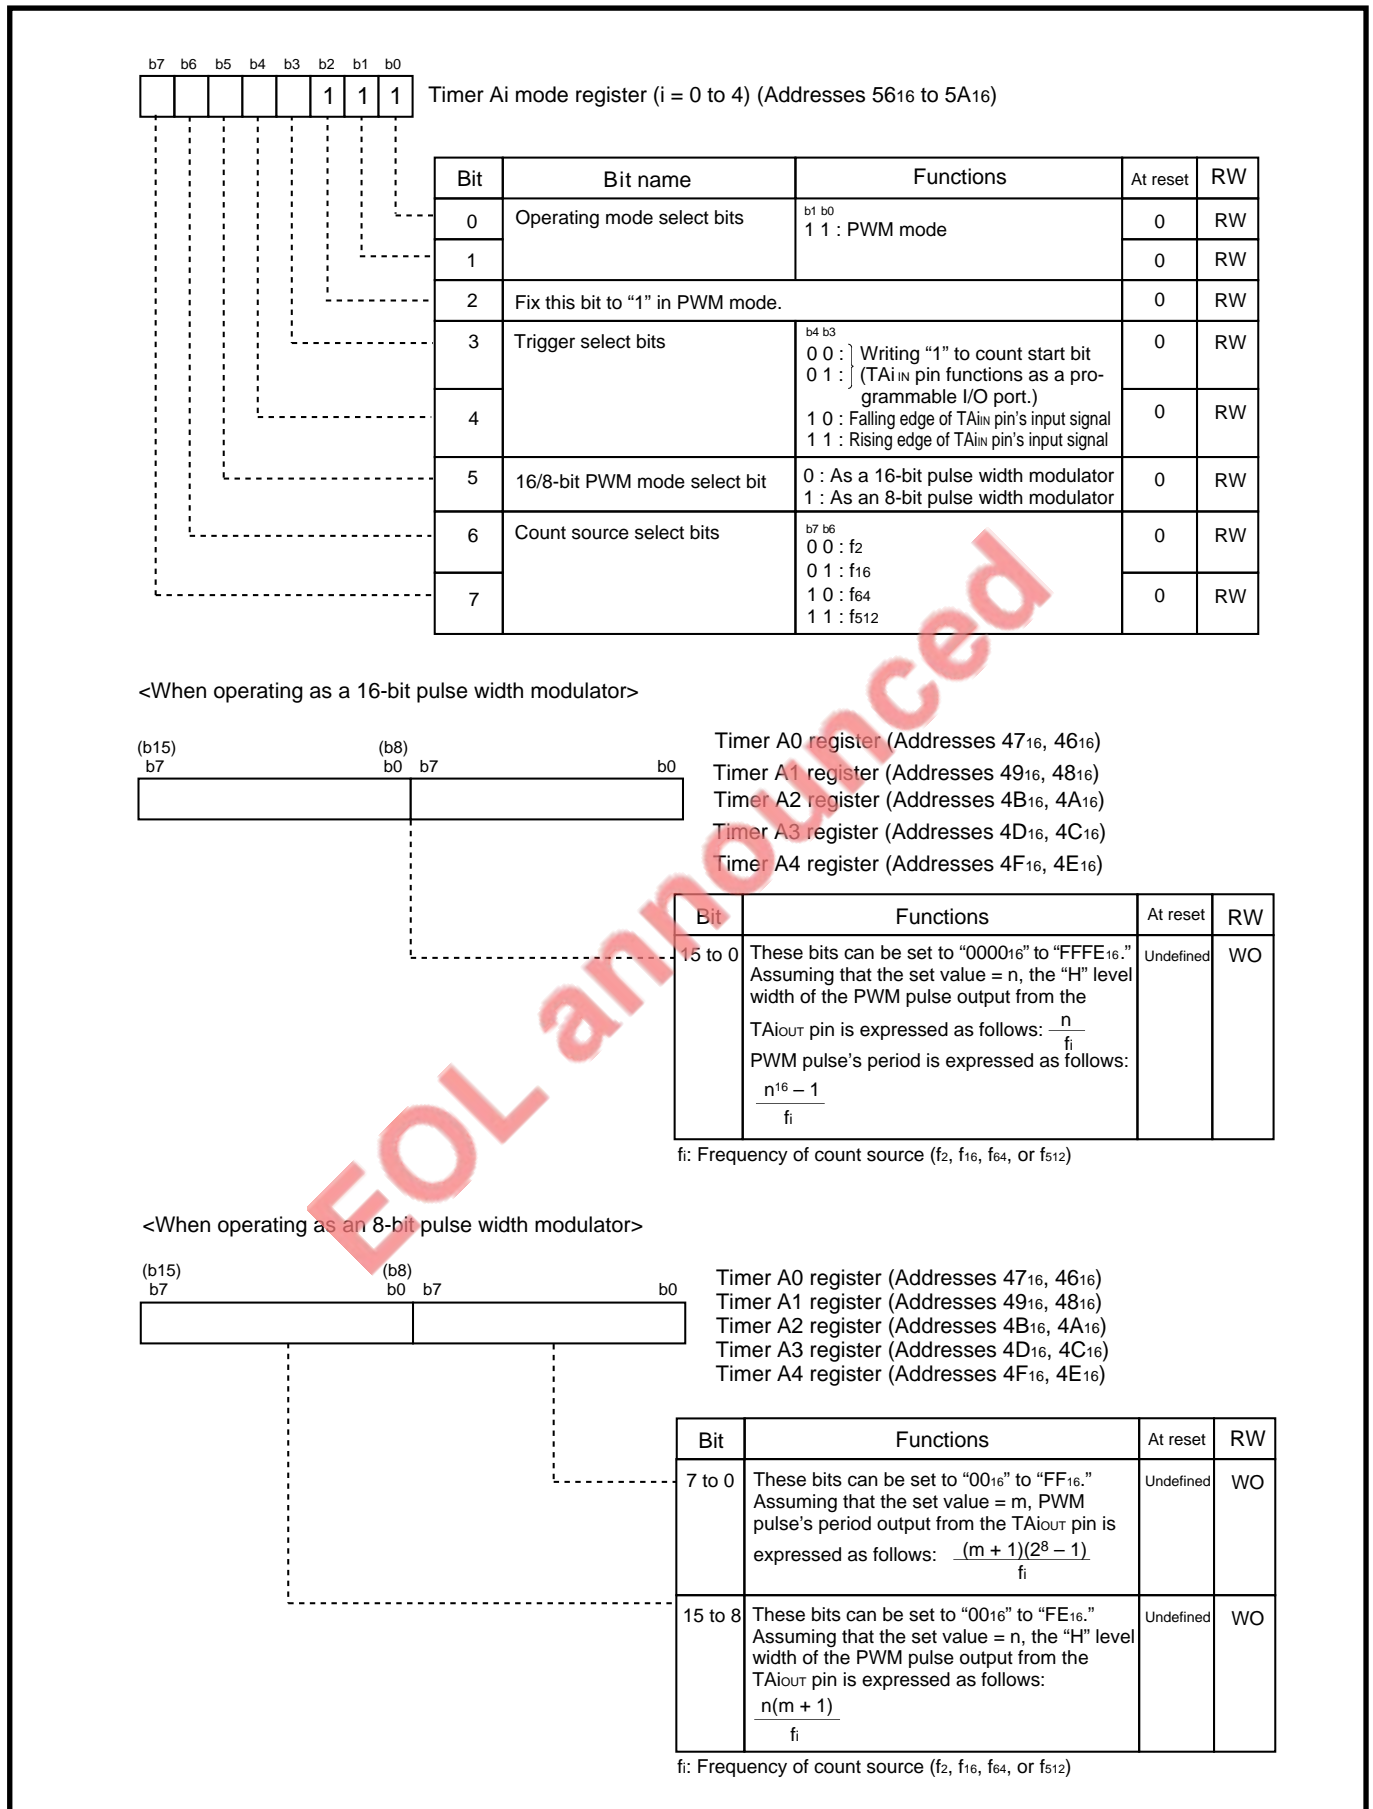 b7 b6 b5 b4 b3 b2 b1 b0
1 1 1 Timer Ai mode register (i = 0 to 4) (Addresses 5616 to 5A16)
Bit Bit name Functions At reset RW
0 Operating mode select bits b1 b0 0 RW
1 1 : PWM mode
1 0 RW
2 Fix this bit to “1” in PWM mode. 0 RW
3 Trigger select bits b4 b3 0 RW
0 0 : Writing “1” to count start bit
0 1 : (TAiIN pin functions as a pro-
grammable I/O port.)
4 0 RW
1 0 : Falling edge of TAiIN pin’s input signal
1 1 : Rising edge of TAiIN pin’s input signal
5 16/8-bit PWM mode select bit 0 : As a 16-bit pulse width modulator 0 RW
1 : As an 8-bit pulse width modulator
6 Count source select bits b7 b6 0 RW
0 0 : f2
0 1 : f16
7 1 0 : f64 0 RW
1 1 : f512
<When operating as a 16-bit pulse width modulator>
(b15) (b8)
b7 b0 b7 b0
Timer A0 register (Addresses 4716, 4616)
Timer A1 register (Addresses 4916, 4816)
Timer A2 register (Addresses 4B16, 4A16)
Timer A3 register (Addresses 4D16, 4C16)
Timer A4 register (Addresses 4F16, 4E16)
Bit Functions At reset RW
15 to 0 These bits can be set to “000016” to “FFFE16.” Undefined WO
Assuming that the set value = n, the “H” level
width of the PWM pulse output from the
TAiOUT pin is expressed as follows: n
fi
PWM pulse’s period is expressed as follows:
n16 – 1
fi
fi: Frequency of count source (f2, f16, f64, or f512)
<When operating as an 8-bit pulse width modulator>
(b15) (b8)
b7 b0 b7 b0
Timer A0 register (Addresses 4716, 4616)
Timer A1 register (Addresses 4916, 4816)
Timer A2 register (Addresses 4B16, 4A16)
Timer A3 register (Addresses 4D16, 4C16)
Timer A4 register (Addresses 4F16, 4E16)
Bit Functions At reset RW
7 to 0 These bits can be set to “0016” to “FF16.” Undefined WO
Assuming that the set value = m, PWM
pulse’s period output from the TAiOUT pin is
expressed as follows: (m + 1)(28 – 1)
fi
15 to 8 These bits can be set to “0016” to “FE16.” Undefined WO
Assuming that the set value = n, the “H” level
width of the PWM pulse output from the
TAiOUT pin is expressed as follows:
n(m + 1)
fi
fi: Frequency of count source (f2, f16, f64, or f512)
EOL announced